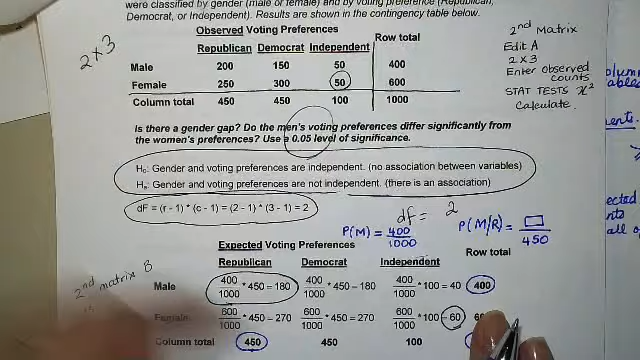 were classified by gender (male or female) and by voting preference (Republican,
Democrat, or Independent). Results are shown in the contingency table below.
2 x 3
Observed Voting Preferences
Republican Democrat Independent Row total
Male 200 150 50 400
Female 250 300 50 600
Column total 450 450 100 1000
2nd Matrix
Edit A
2 x 3
Enter observed
counts
STAT TESTS χ²
Calculate.
Is there a gender gap? Do the men's voting preferences differ significantly from
the women's preferences? Use a 0.05 level of significance.
H₀: Gender and voting preferences are independent. (no association between variables)
Hₐ: Gender and voting preferences are not independent. (there is an association)
dF = (r - 1) * (c - 1) = (2 - 1) * (3 - 1) = 2
df = 2
P(M) = 400/1000
P(M/R) = □/450
Expected Voting Preferences
Republican Democrat Independent Row total
Male 400/1000 * 450 = 180 400/1000 * 450 = 180 400/1000 * 100 = 40 400
Female 600/1000 * 450 = 270 600/1000 * 450 = 270 600/1000 * 100 = 60
Column total 450 450 100
2nd matrix B